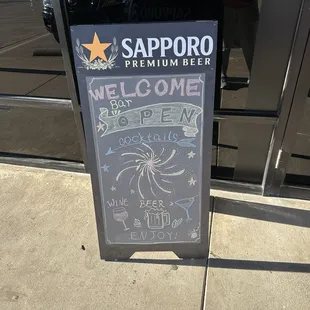 SAPPORO
PREMIUM BEER
WELCOME
Bar
OPEN
cocktails
WINE BEER
ENJOY!